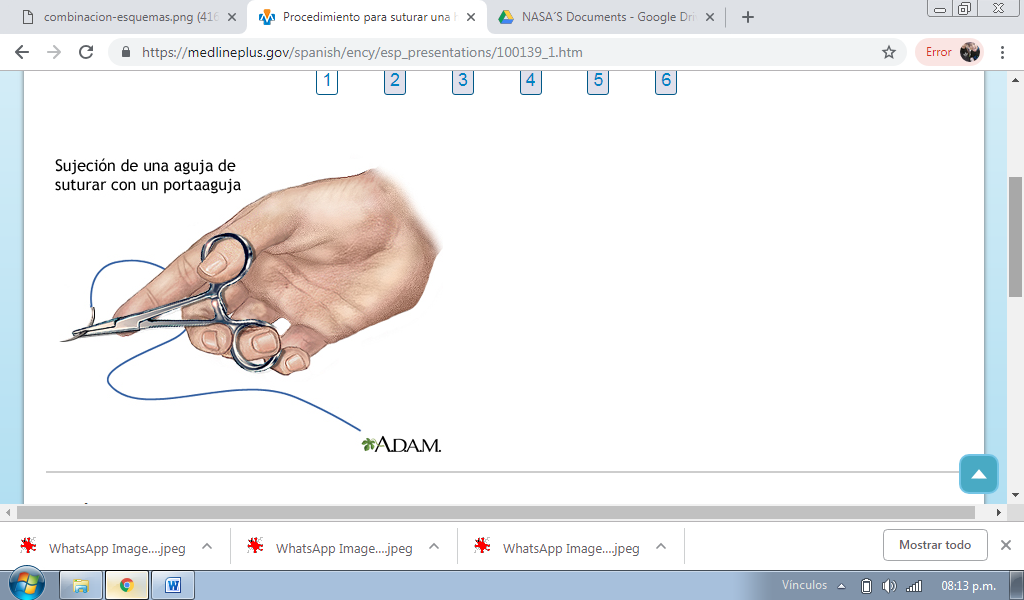 combinacion-esquemas.png (416
Procedimiento para suturar una h
NASA´S Documents - Google Dri
https://medlineplus.gov/spanish/ency/esp_presentations/100139_1.htm
Error
1 2 3 4 5 6
Sujeción de una aguja de
suturar con un portaaguja
A.D.A.M.
WhatsApp Image....jpeg
WhatsApp Image....jpeg
WhatsApp Image....jpeg
Mostrar todo
Vínculos
08:13 p.m.